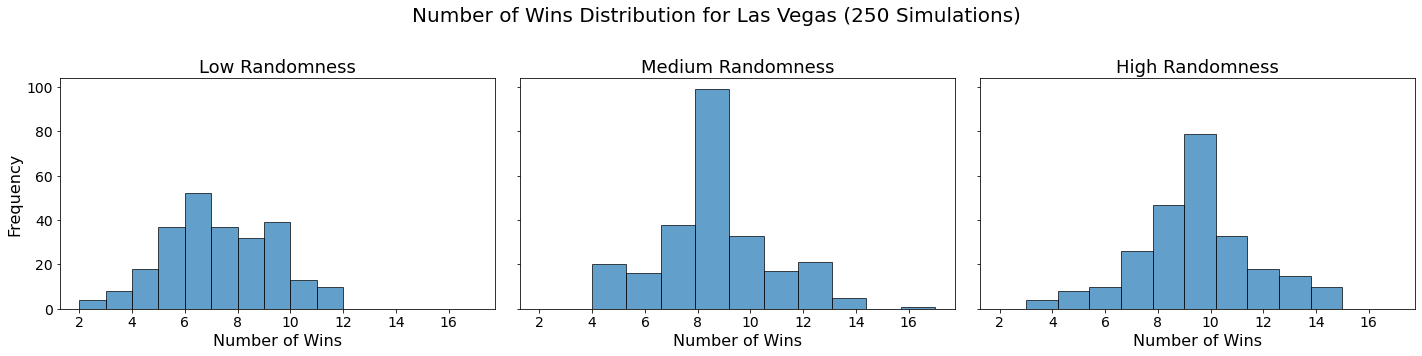 Number of Wins Distribution for Las Vegas (250 Simulations)
Low Randomness
Medium Randomness
High Randomness
Frequency
100
80
60
40
20
0
2 4 6 8 10 12 14 16
2 4 6 8 10 12 14 16
2 4 6 8 10 12 14 16
Number of Wins
Number of Wins
Number of Wins